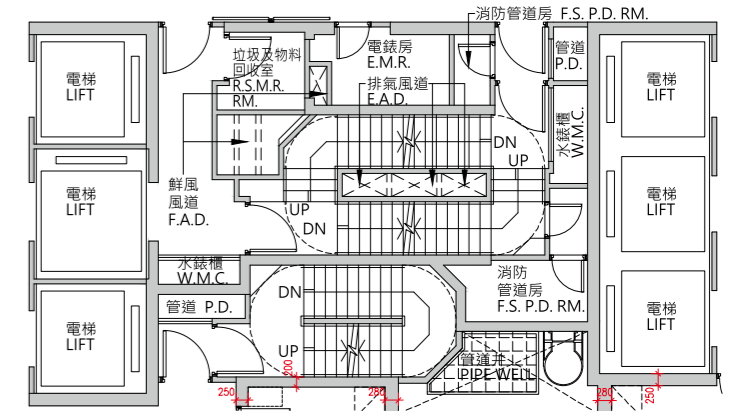 消防管道房 F.S. P.D. RM.
電梯
LIFT
垃圾及物料
回收室
R.S.M.R.
RM.
電錶房
E.M.R.
排氣風道
E.A.D.
管道
P.D.
水錶櫃
W.M.C.
電梯
LIFT
DN
UP
電梯
LIFT
鮮風
風道
F.A.D.
UP
DN
電梯
LIFT
水錶櫃
W.M.C.
管道 P.D.
DN
UP
消防
管道房
F.S. P.D. RM.
電梯
LIFT
電梯
LIFT
管道井
PIPE WELL
200
250
280
280
250